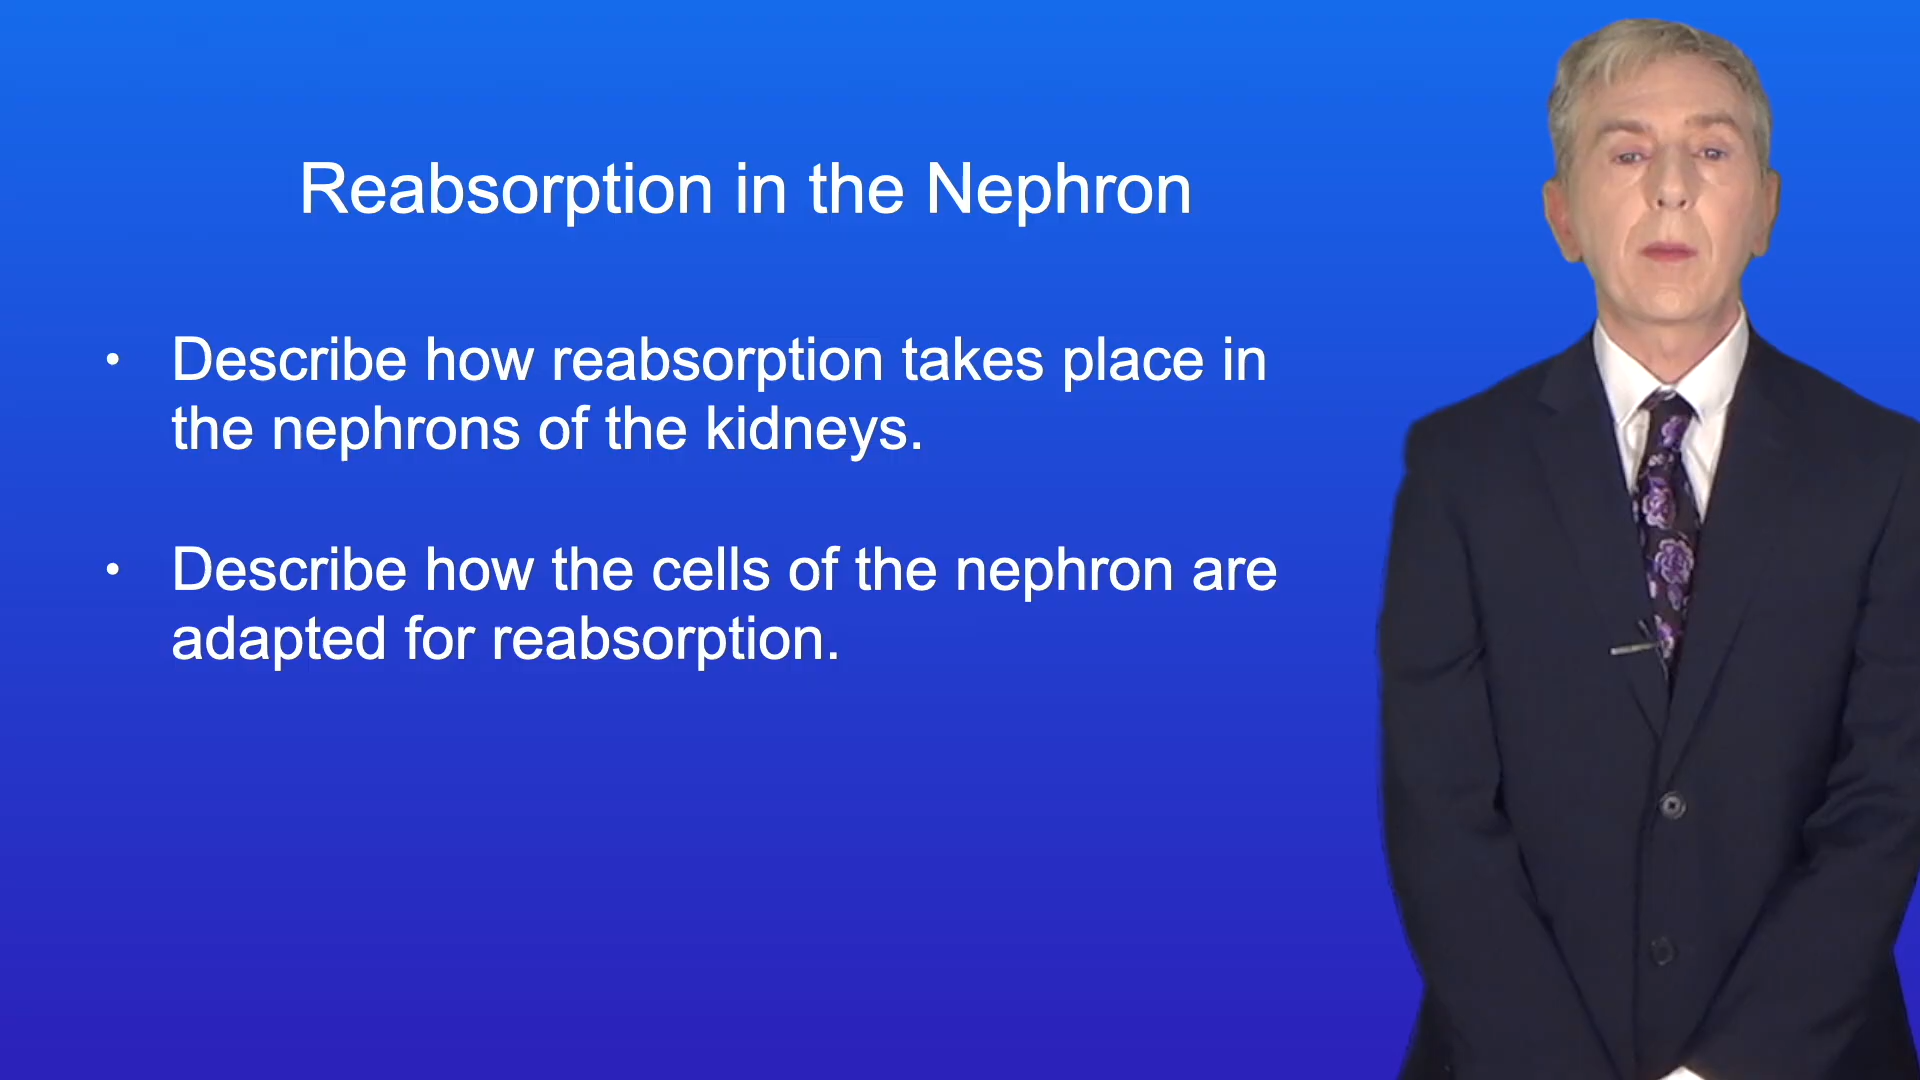 Reabsorption in the Nephron
• Describe how reabsorption takes place in
the nephrons of the kidneys.
• Describe how the cells of the nephron are
adapted for reabsorption.